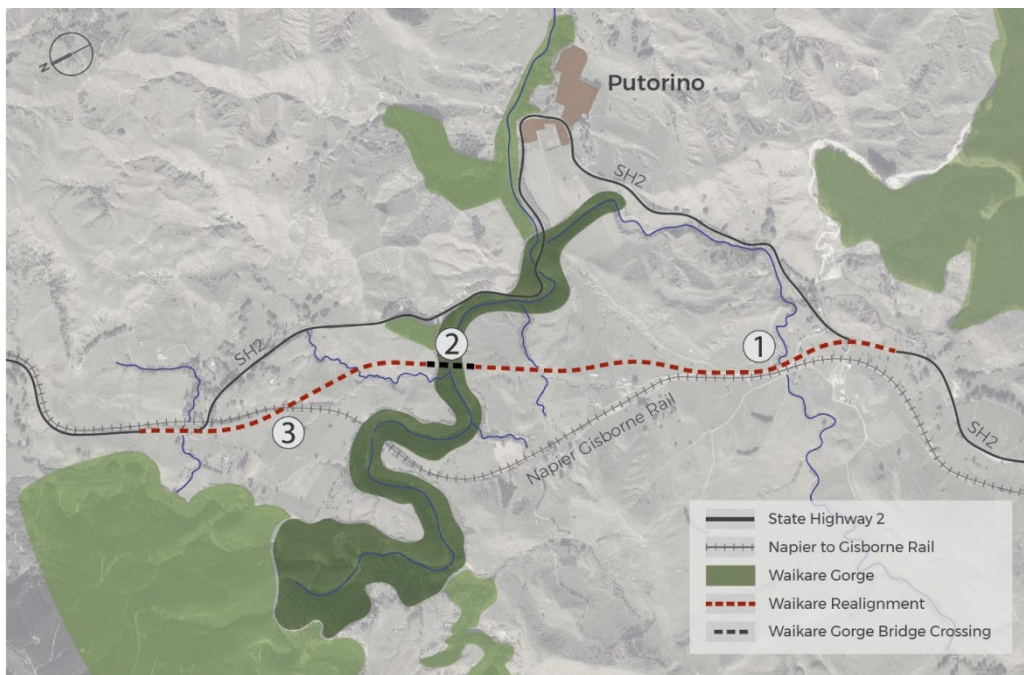 N
Putorino
SH2
2
1
SH2
3
Napier Gisborne Rail
SH2
State Highway 2
Napier to Gisborne Rail
Waikare Gorge
Waikare Realignment
Waikare Gorge Bridge Crossing